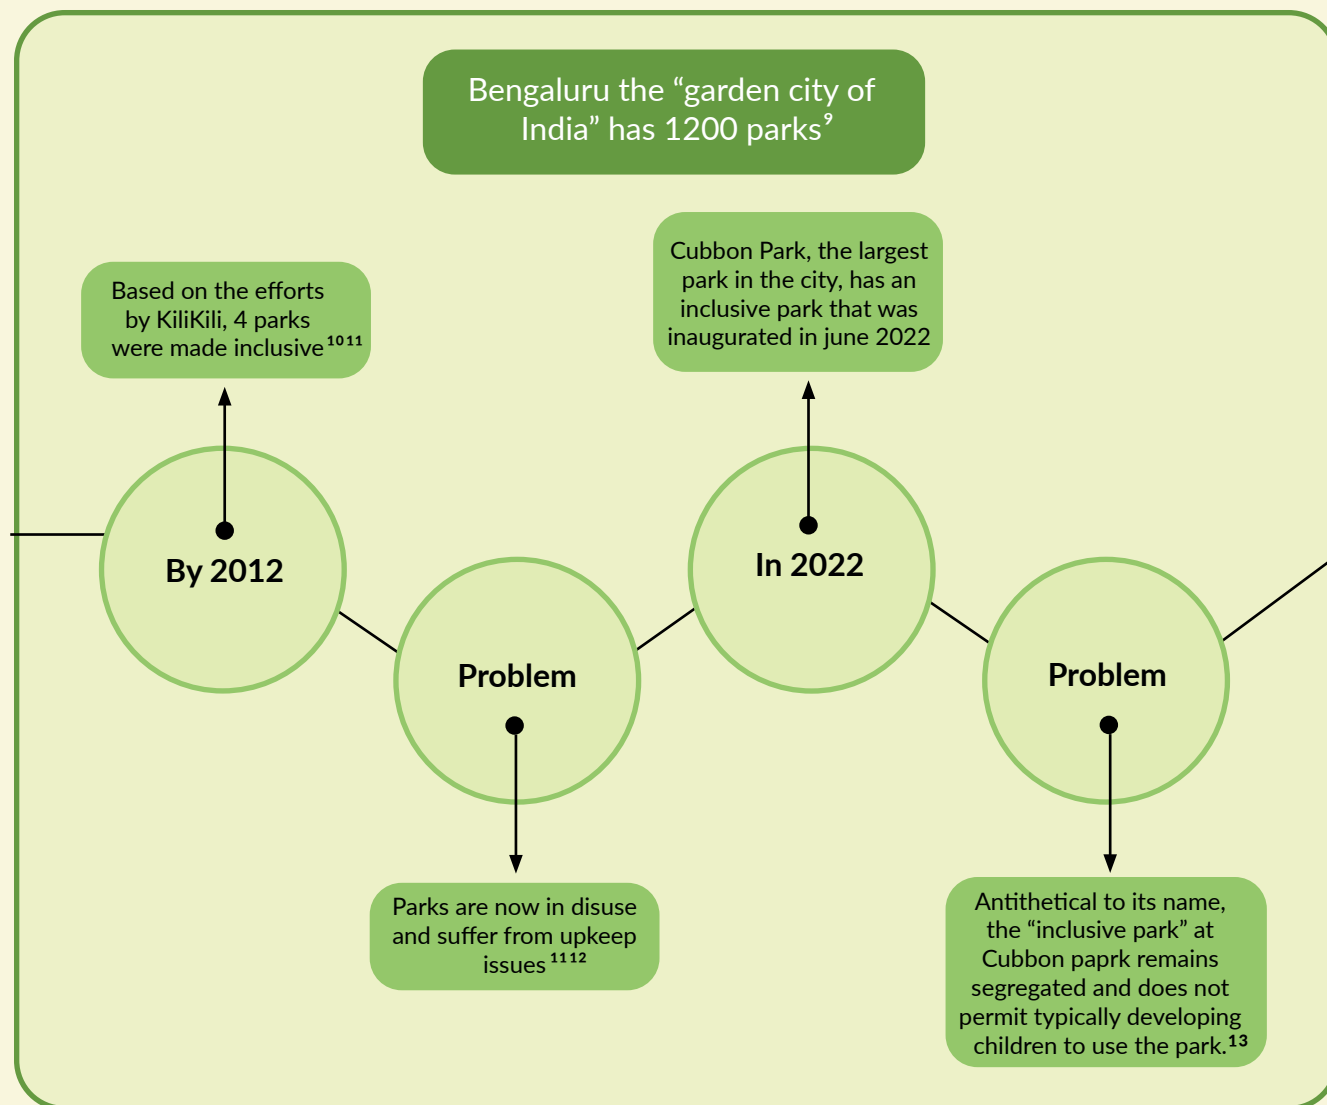 Bengaluru the “garden city of
India” has 1200 parks⁹
Based on the efforts
by KiliKili, 4 parks
were made inclusive¹⁰ ¹¹
Cubbon Park, the largest
park in the city, has an
inclusive park that was
inaugurated in june 2022
By 2012
In 2022
Problem
Problem
Parks are now in disuse
and suffer from upkeep
issues¹¹ ¹²
Antithetical to its name,
the “inclusive park” at
Cubbon paprk remains
segregated and does not
permit typically developing
children to use the park.¹³